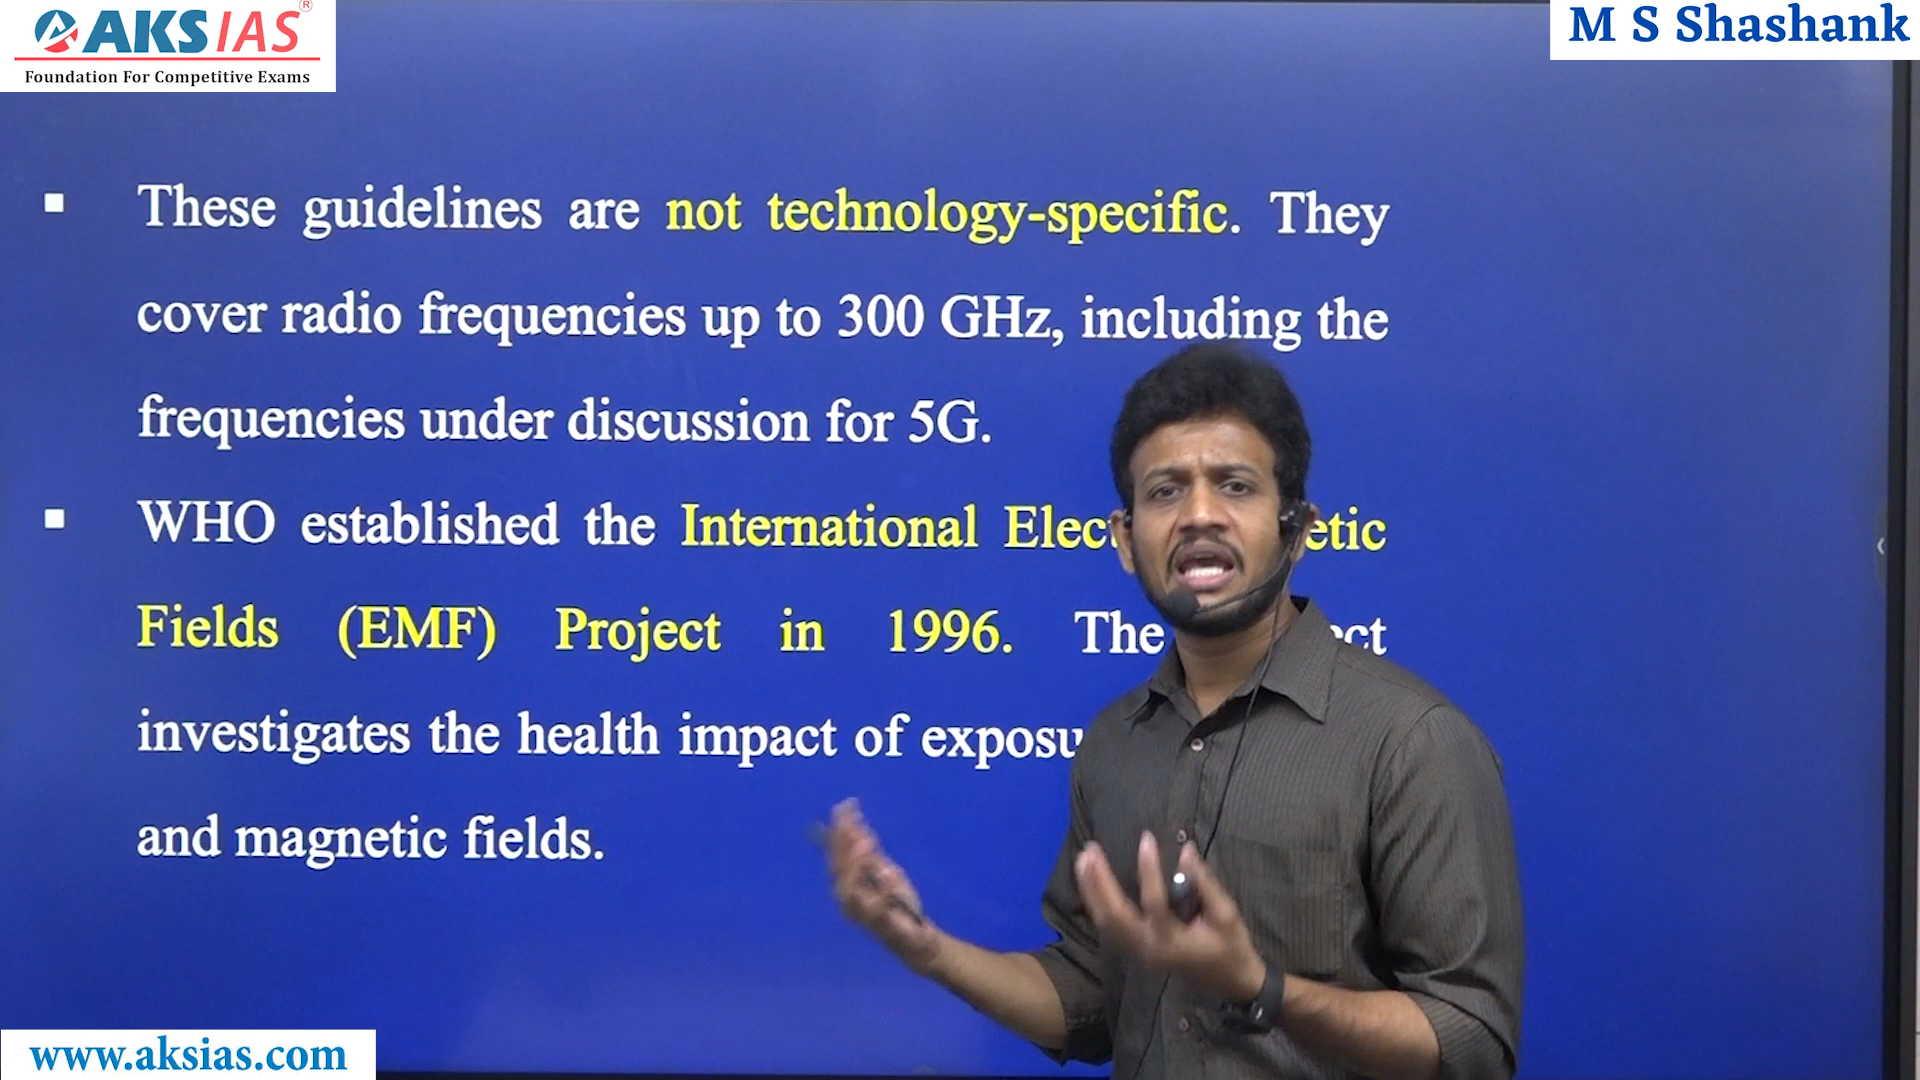 AKS IAS ®
Foundation For Competitive Exams
M S Shashank
These guidelines are not technology-specific. They
cover radio frequencies up to 300 GHz, including the
frequencies under discussion for 5G.
WHO established the International
Fields (EMF) Project in 1996. The
investigates the health impact of
and magnetic fields.
www.aksias.com